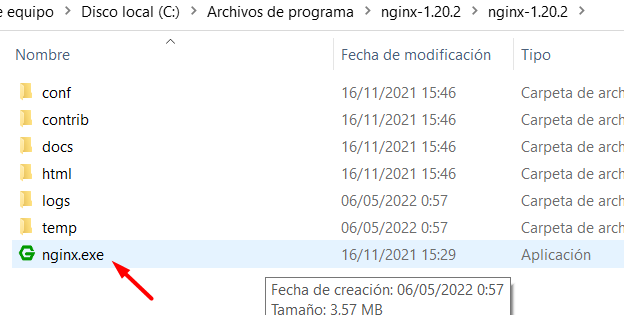 e equipo > Disco local (C:) > Archivos de programa > nginx-1.20.2 > nginx-1.20.2 >
Nombre Fecha de modificación Tipo
conf 16/11/2021 15:46 Carpeta de arch
contrib 16/11/2021 15:46 Carpeta de arch
docs 16/11/2021 15:46 Carpeta de arch
html 16/11/2021 15:46 Carpeta de arch
logs 06/05/2022 0:57 Carpeta de arch
temp 06/05/2022 0:57 Carpeta de arch
nginx.exe 16/11/2021 15:29 Aplicación
Fecha de creación: 06/05/2022 0:57
Tamaño: 3,57 MB